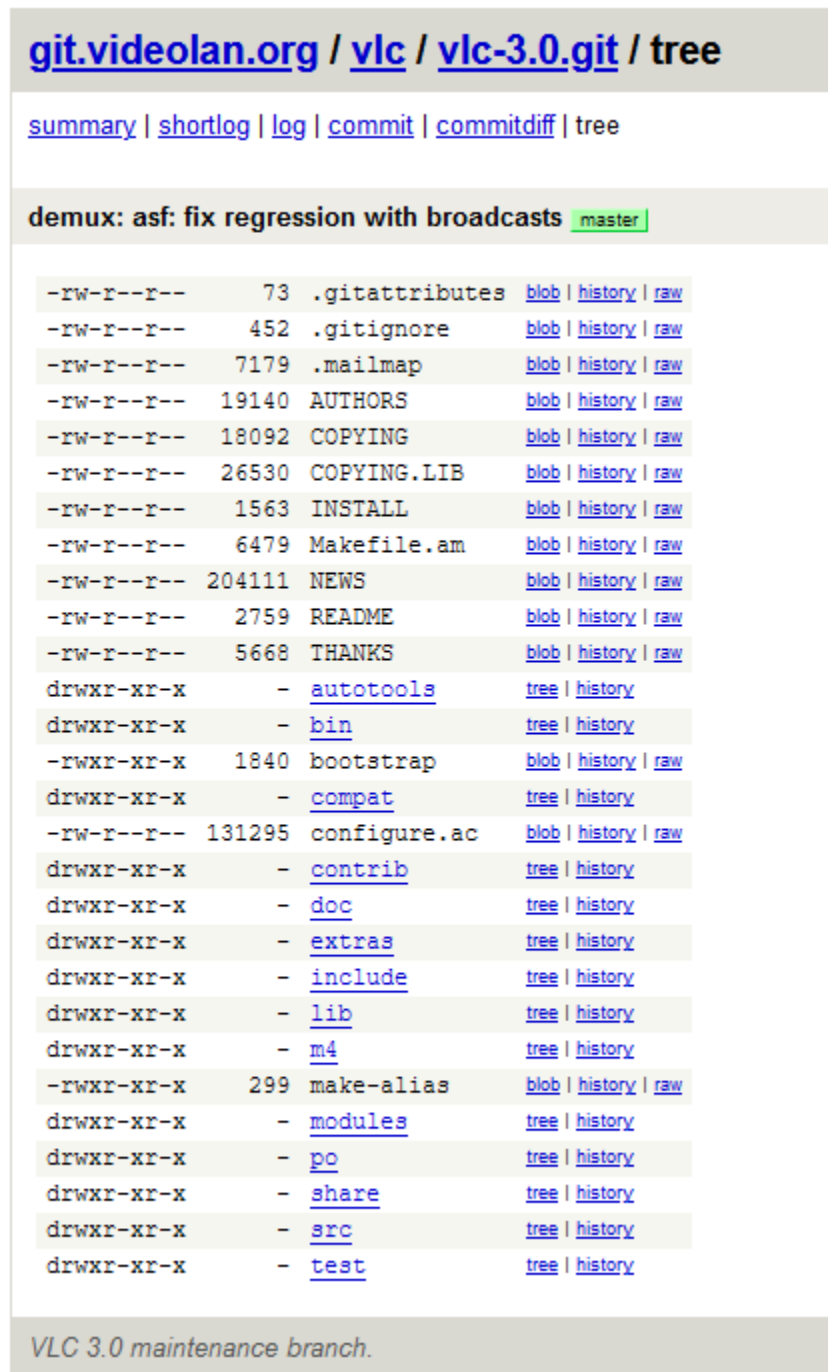 git.videolan.org / vlc / vlc-3.0.git / tree
summary | shortlog | log | commit | commitdiff | tree
demux: asf: fix regression with broadcasts master
-rw-r--r-- 73 .gitattributes blob | history | raw
-rw-r--r-- 452 .gitignore blob | history | raw
-rw-r--r-- 7179 .mailmap blob | history | raw
-rw-r--r-- 19140 AUTHORS blob | history | raw
-rw-r--r-- 18092 COPYING blob | history | raw
-rw-r--r-- 26530 COPYING.LIB blob | history | raw
-rw-r--r-- 1563 INSTALL blob | history | raw
-rw-r--r-- 6479 Makefile.am blob | history | raw
-rw-r--r-- 204111 NEWS blob | history | raw
-rw-r--r-- 2759 README blob | history | raw
-rw-r--r-- 5668 THANKS blob | history | raw
drwxr-xr-x - autotools tree | history
drwxr-xr-x - bin tree | history
-rwxr-xr-x 1840 bootstrap blob | history | raw
drwxr-xr-x - compat tree | history
-rw-r--r-- 131295 configure.ac blob | history | raw
drwxr-xr-x - contrib tree | history
drwxr-xr-x - doc tree | history
drwxr-xr-x - extras tree | history
drwxr-xr-x - include tree | history
drwxr-xr-x - lib tree | history
drwxr-xr-x - m4 tree | history
-rwxr-xr-x 299 make-alias blob | history | raw
drwxr-xr-x - modules tree | history
drwxr-xr-x - po tree | history
drwxr-xr-x - share tree | history
drwxr-xr-x - src tree | history
drwxr-xr-x - test tree | history
VLC 3.0 maintenance branch.